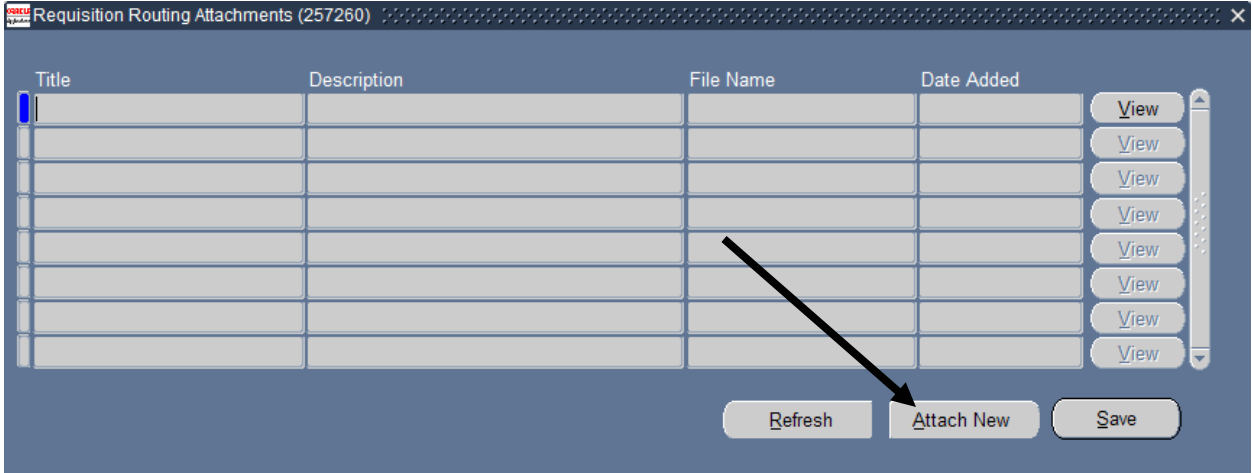 ORACLE
Requisition Routing Attachments (257260)
Title Description File Name Date Added
View
View
View
View
View
View
View
View
Refresh Attach New Save